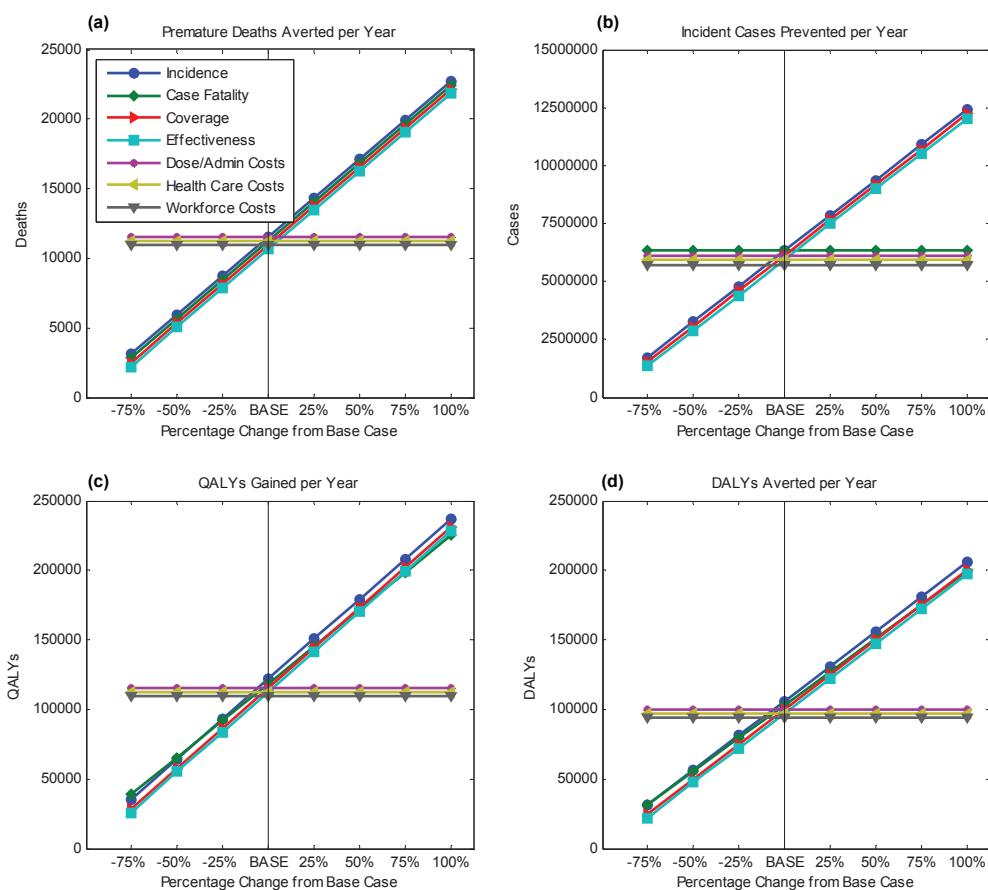 (a)
Premature Deaths Averted per Year
25000
20000
15000
10000
5000
0
Deaths
Incidence
Case Fatality
Coverage
Effectiveness
Dose/Admin Costs
Health Care Costs
Workforce Costs
-75% -50% -25% BASE 25% 50% 75% 100%
Percentage Change from Base Case
(b)
Incident Cases Prevented per Year
15000000
12500000
10000000
7500000
5000000
2500000
0
Cases
-75% -50% -25% BASE 25% 50% 75% 100%
Percentage Change from Base Case
(c)
QALYs Gained per Year
250000
200000
150000
100000
50000
0
QALYs
-75% -50% -25% BASE 25% 50% 75% 100%
Percentage Change from Base Case
(d)
DALYs Averted per Year
250000
200000
150000
100000
50000
0
DALYs
-75% -50% -25% BASE 25% 50% 75% 100%
Percentage Change from Base Case